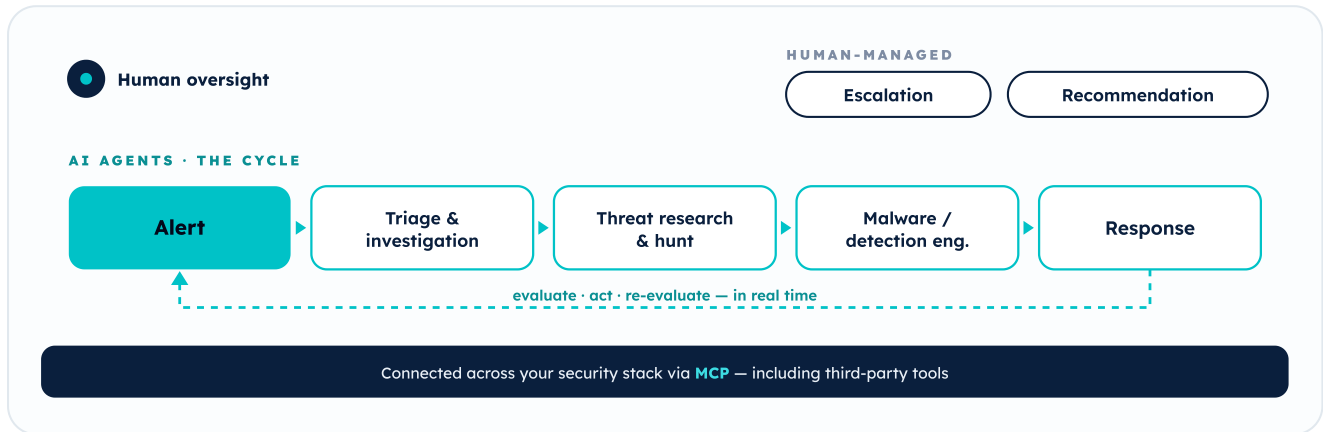 HUMAN-MANAGED
Human oversight
Escalation
Recommendation
AI AGENTS · THE CYCLE
Alert
Triage &
investigation
Threat research
& hunt
Malware /
detection eng.
Response
evaluate · act · re-evaluate — in real time
Connected across your security stack via MCP — including third-party tools